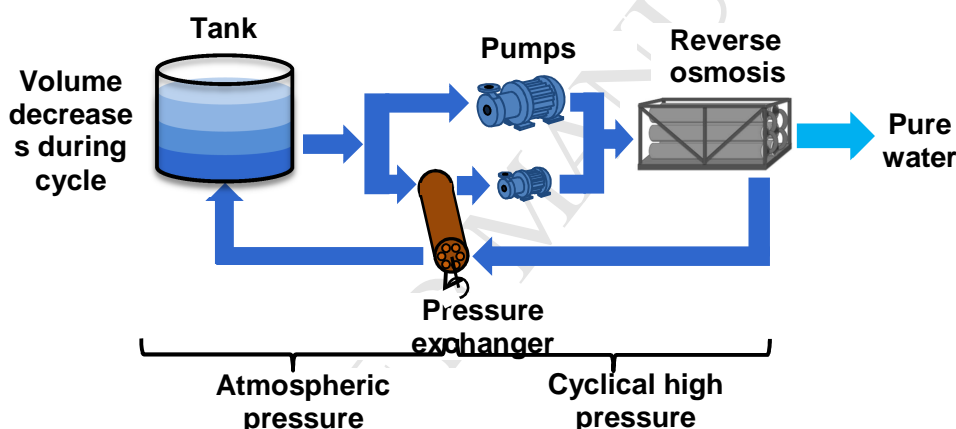 Tank
Volume
decrease
s during
cycle
Pumps
Reverse
osmosis
Pure
water
Pressure
exchanger
Atmospheric
pressure
Cyclical high
pressure